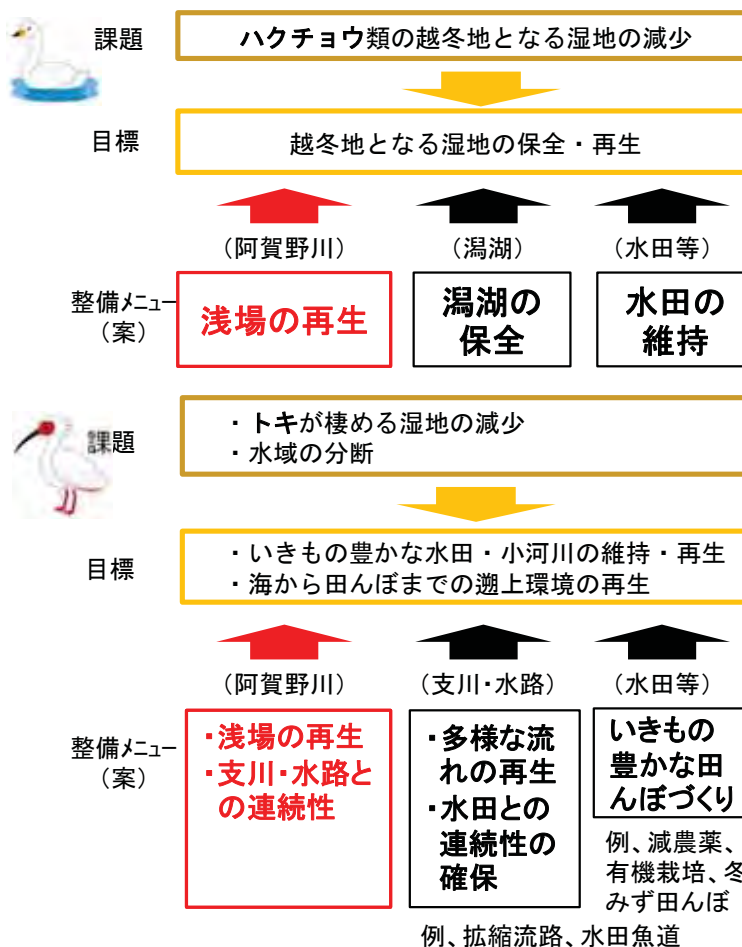 課題
ハクチョウ類の越冬地となる湿地の減少
目標
越冬地となる湿地の保全・再生
(阿賀野川)
(潟湖)
(水田等)
整備メニュー
(案)
浅場の再生
潟湖の
保全
水田の
維持
課題
・トキが棲める湿地の減少
・水域の分断
目標
・いきもの豊かな水田・小河川の維持・再生
・海から田んぼまでの遡上環境の再生
(阿賀野川)
(支川・水路)
(水田等)
整備メニュー
(案)
・浅場の再生
・支川・水路と
の連続性
・多様な流
れの再生
・水田との
連続性の
確保
いきもの
豊かな田
んぼづくり
例、減農薬、
有機栽培、冬
みず田んぼ
例、拡縮流路、水田魚道